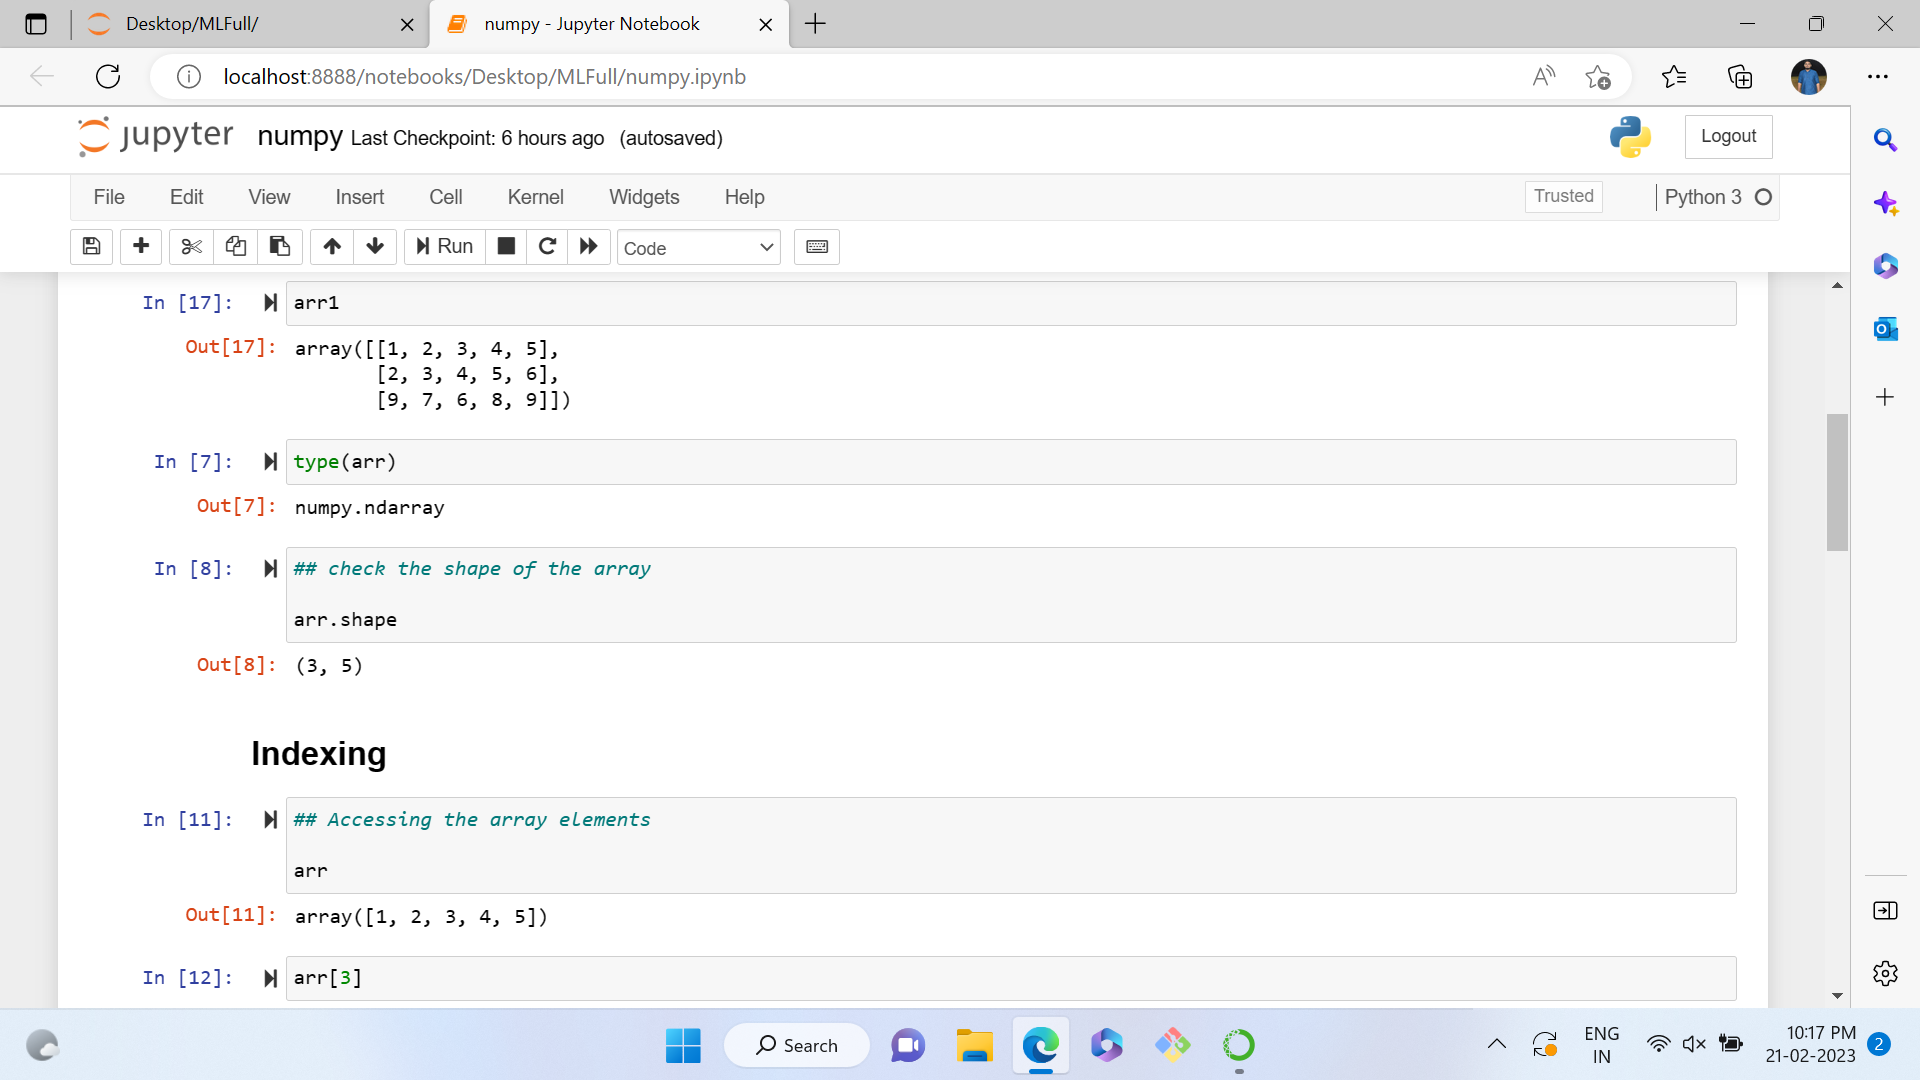 Desktop/MLFull/
numpy - Jupyter Notebook
localhost:8888/notebooks/Desktop/MLFull/numpy.ipynb
jupyter numpy Last Checkpoint: 6 hours ago (autosaved)
Logout
File Edit View Insert Cell Kernel Widgets Help
Trusted
Python 3
Run
Code
In [17]: arr1
Out[17]: array([[1, 2, 3, 4, 5],
[2, 3, 4, 5, 6],
[9, 7, 6, 8, 9]])
In [7]: type(arr)
Out[7]: numpy.ndarray
In [8]: ## check the shape of the array
arr.shape
Out[8]: (3, 5)
Indexing
In [11]: ## Accessing the array elements
arr
Out[11]: array([1, 2, 3, 4, 5])
In [12]: arr[3]
Search
ENG
IN
10:17 PM
21-02-2023
2